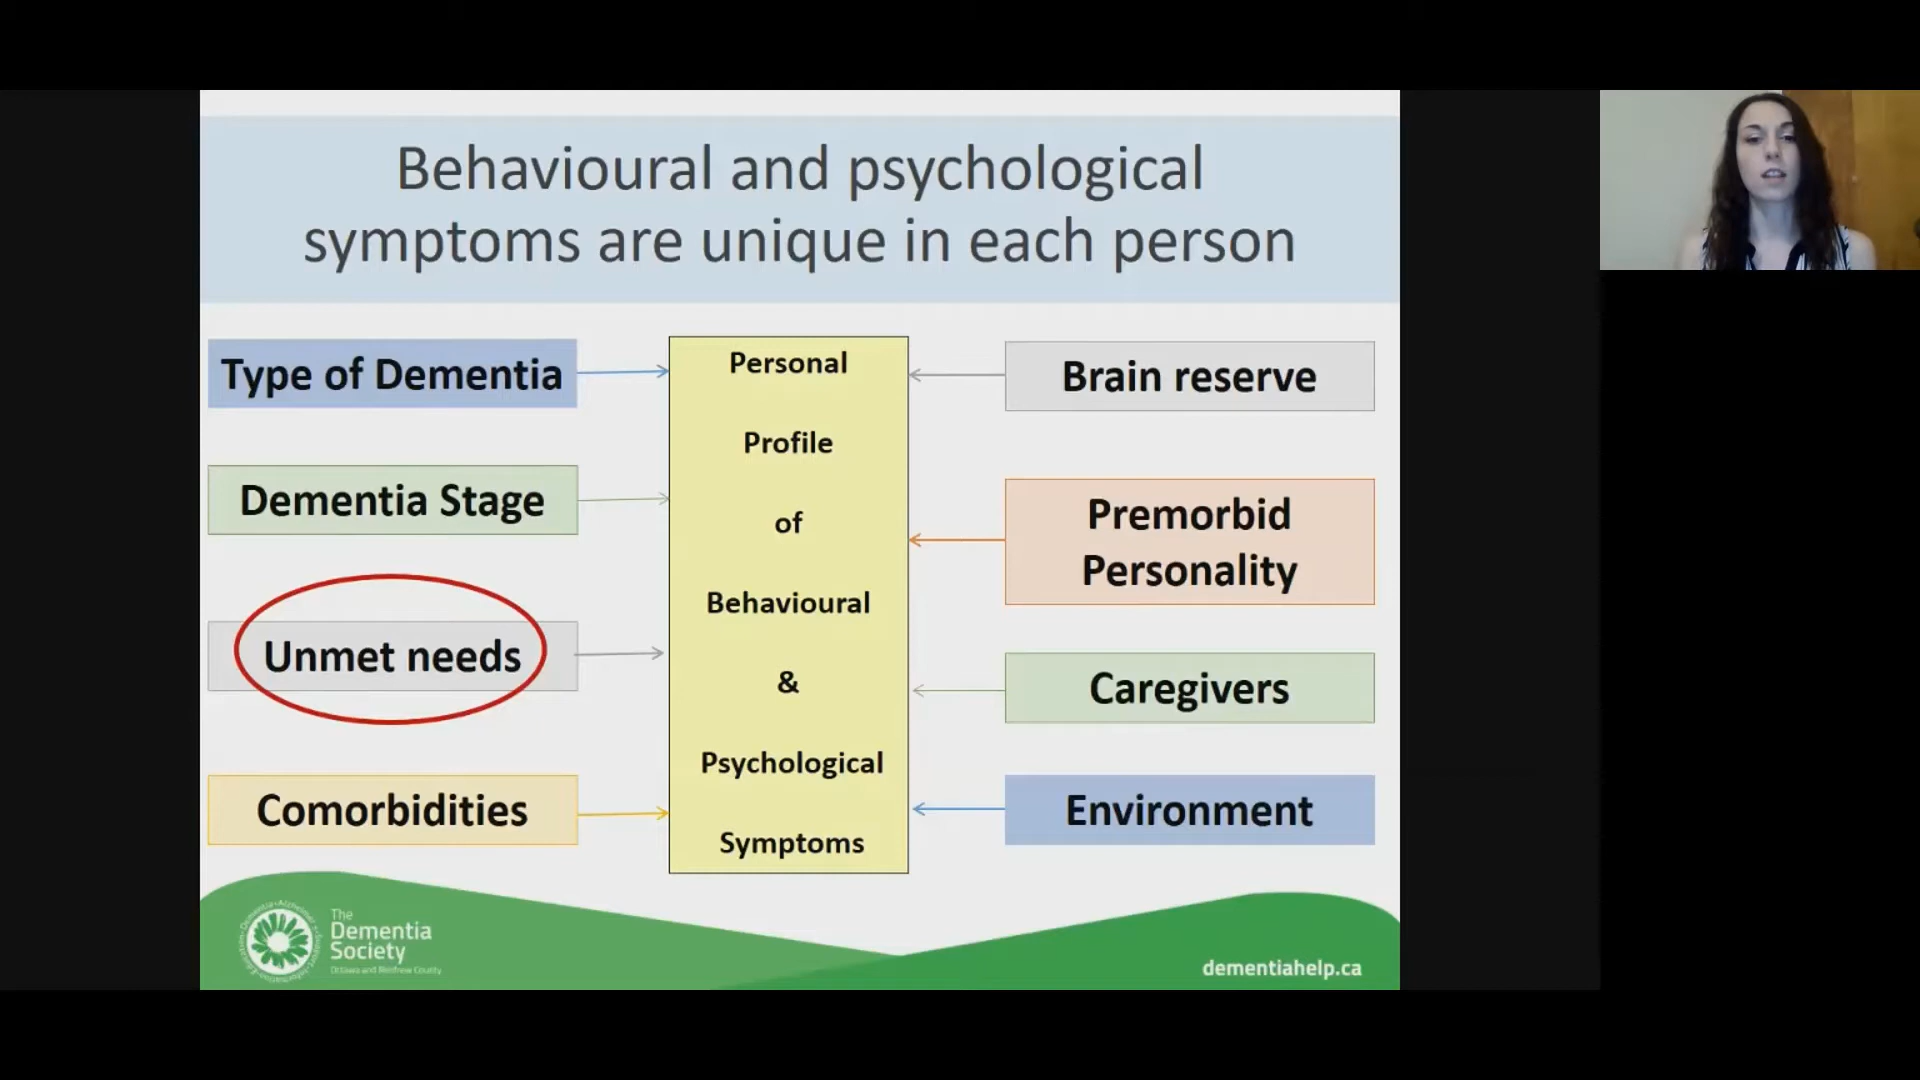 Behavioural and psychological
symptoms are unique in each person
Type of Dementia
Dementia Stage
Unmet needs
Comorbidities
Personal
Profile
of
Behavioural
&
Psychological
Symptoms
Brain reserve
Premorbid
Personality
Caregivers
Environment
The
Dementia
Society
Ottawa and Renfrew County
dementiahelp.ca